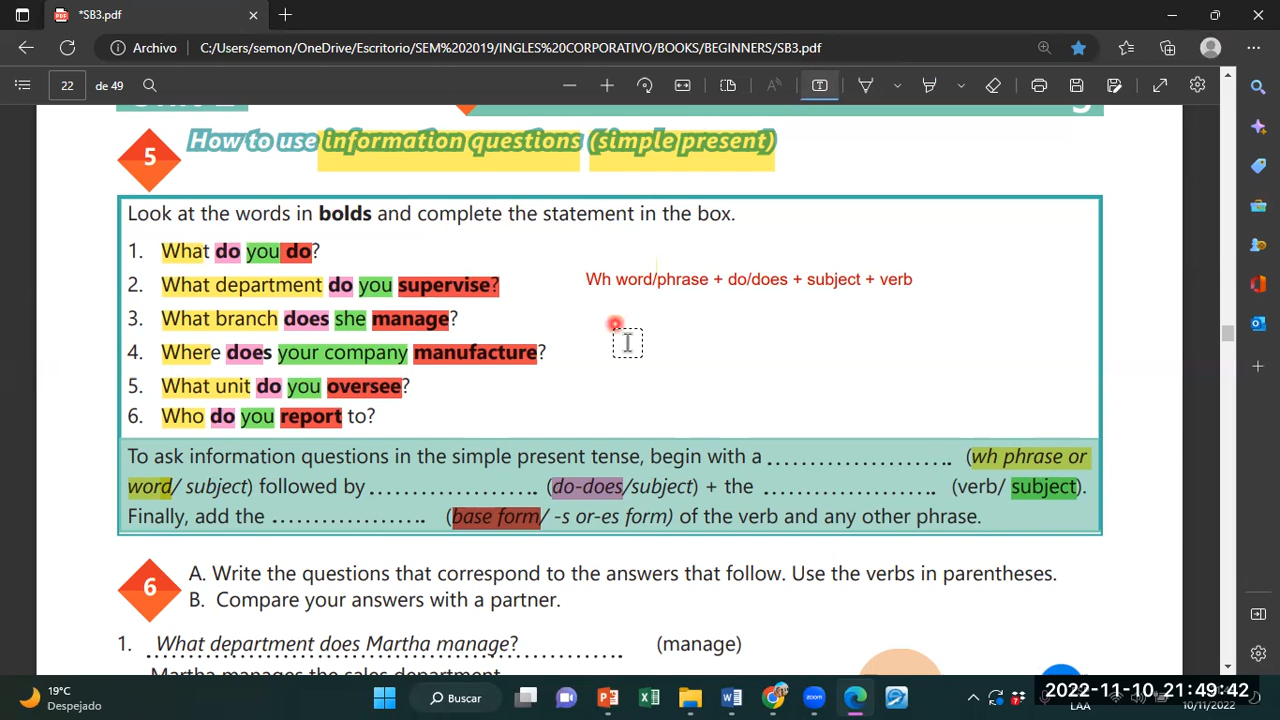 *SB3.pdf
Archivo C:/Users/semon/OneDrive/Escritorio/SEM%202019/INGLES%20CORPORATIVO/BOOKS/BEGINNERS/SB3.pdf
22 de 49
5 How to use information questions (simple present)
Look at the words in bolds and complete the statement in the box.
1. What do you do?
2. What department do you supervise?
Wh word/phrase + do/does + subject + verb
3. What branch does she manage?
4. Where does your company manufacture?
5. What unit do you oversee?
6. Who do you report to?
To ask information questions in the simple present tense, begin with a ...................... (wh phrase or
word/ subject) followed by .................... (do-does/subject) + the .................... (verb/ subject).
Finally, add the .................. (base form/ -s or-es form) of the verb and any other phrase.
6 A. Write the questions that correspond to the answers that follow. Use the verbs in parentheses.
B. Compare your answers with a partner.
1. What department does Martha manage? (manage)
Martha manages the sales department
19°C
Despejado
Buscar
2022-11-10 21:49:42
LAA
10/11/2022